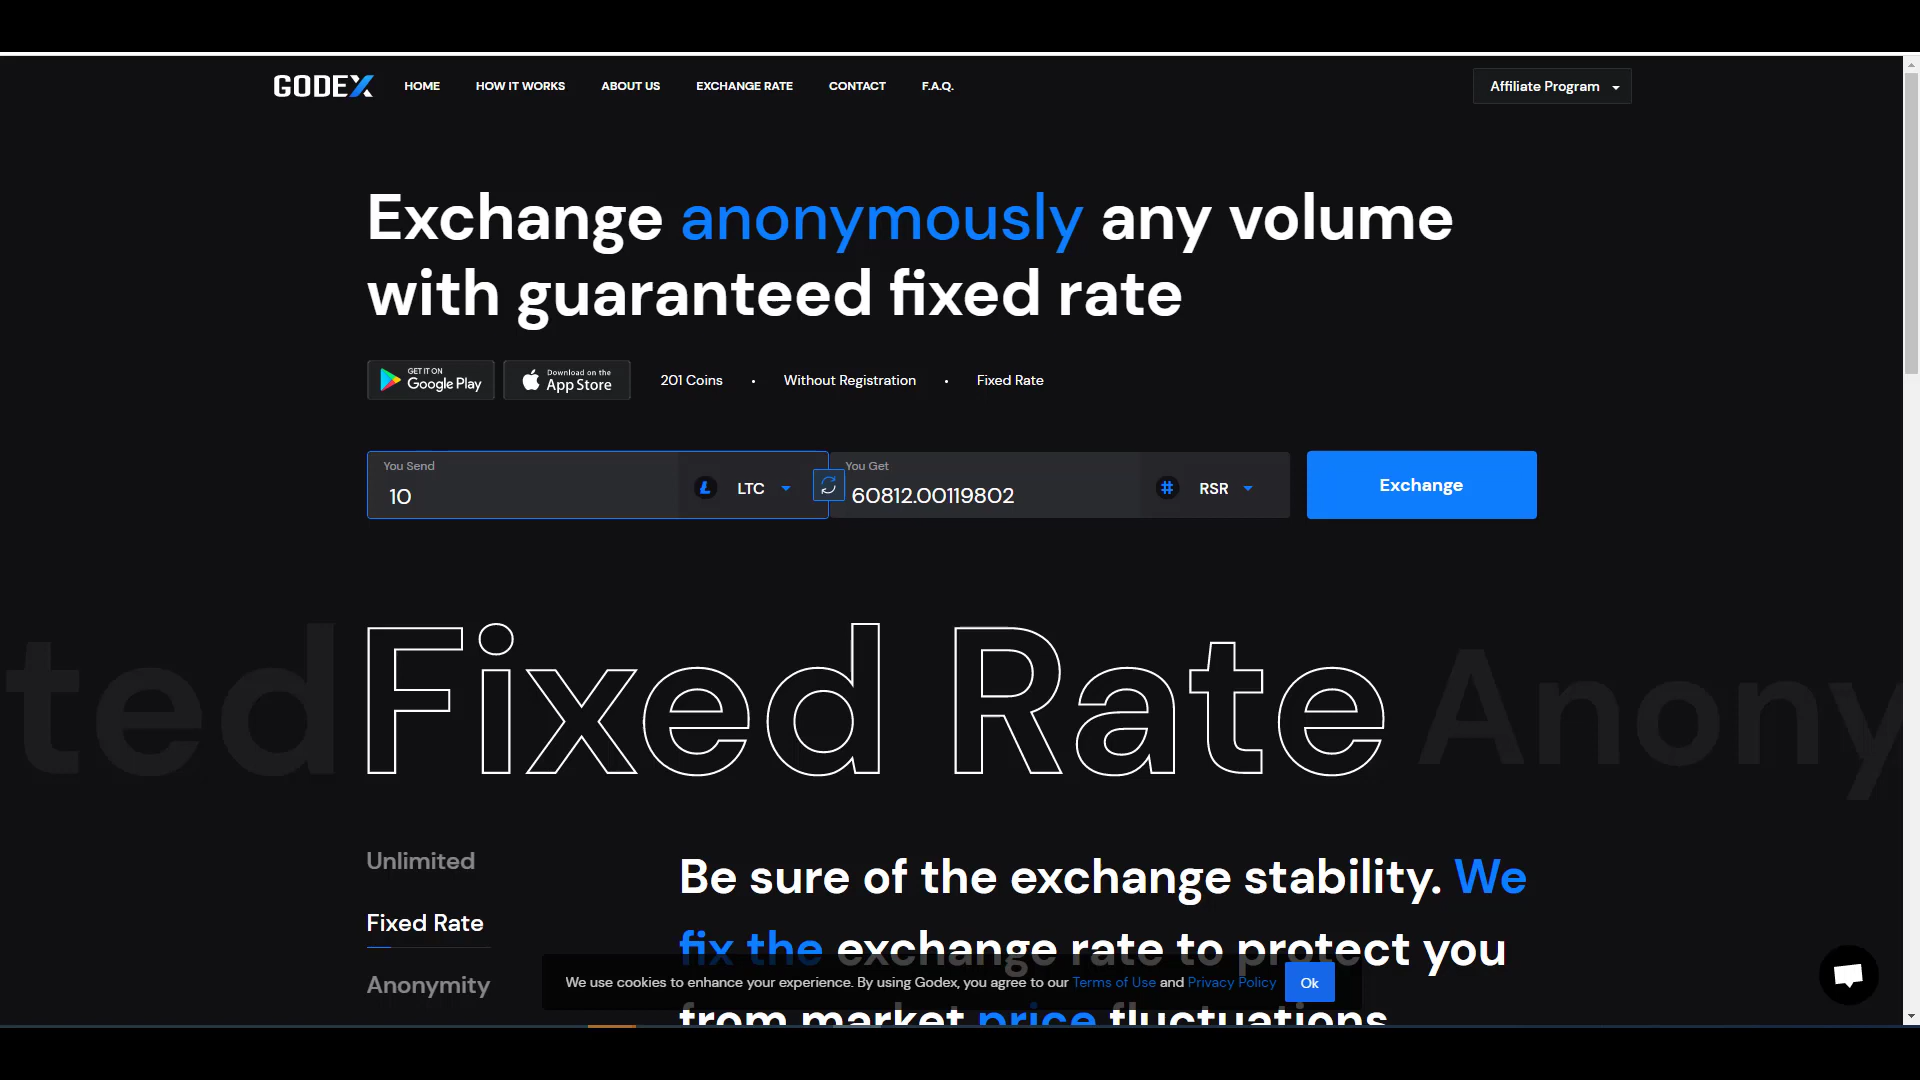 GODEX HOME HOW IT WORKS ABOUT US EXCHANGE RATE CONTACT F.A.Q. Affiliate Program
Exchange anonymously any volume
with guaranteed fixed rate
GET IT ON
Google Play
Download on the
App Store
201 Coins • Without Registration • Fixed Rate
You Send
10
LTC
You Get
60812.00119802
RSR
Exchange
ted Fixed Rate Anony
Unlimited
Fixed Rate
Anonymity
Be sure of the exchange stability. We
fix the exchange rate to protect you
from market price fluctuations
We use cookies to enhance your experience. By using Godex, you agree to our Terms of Use and Privacy Policy Ok